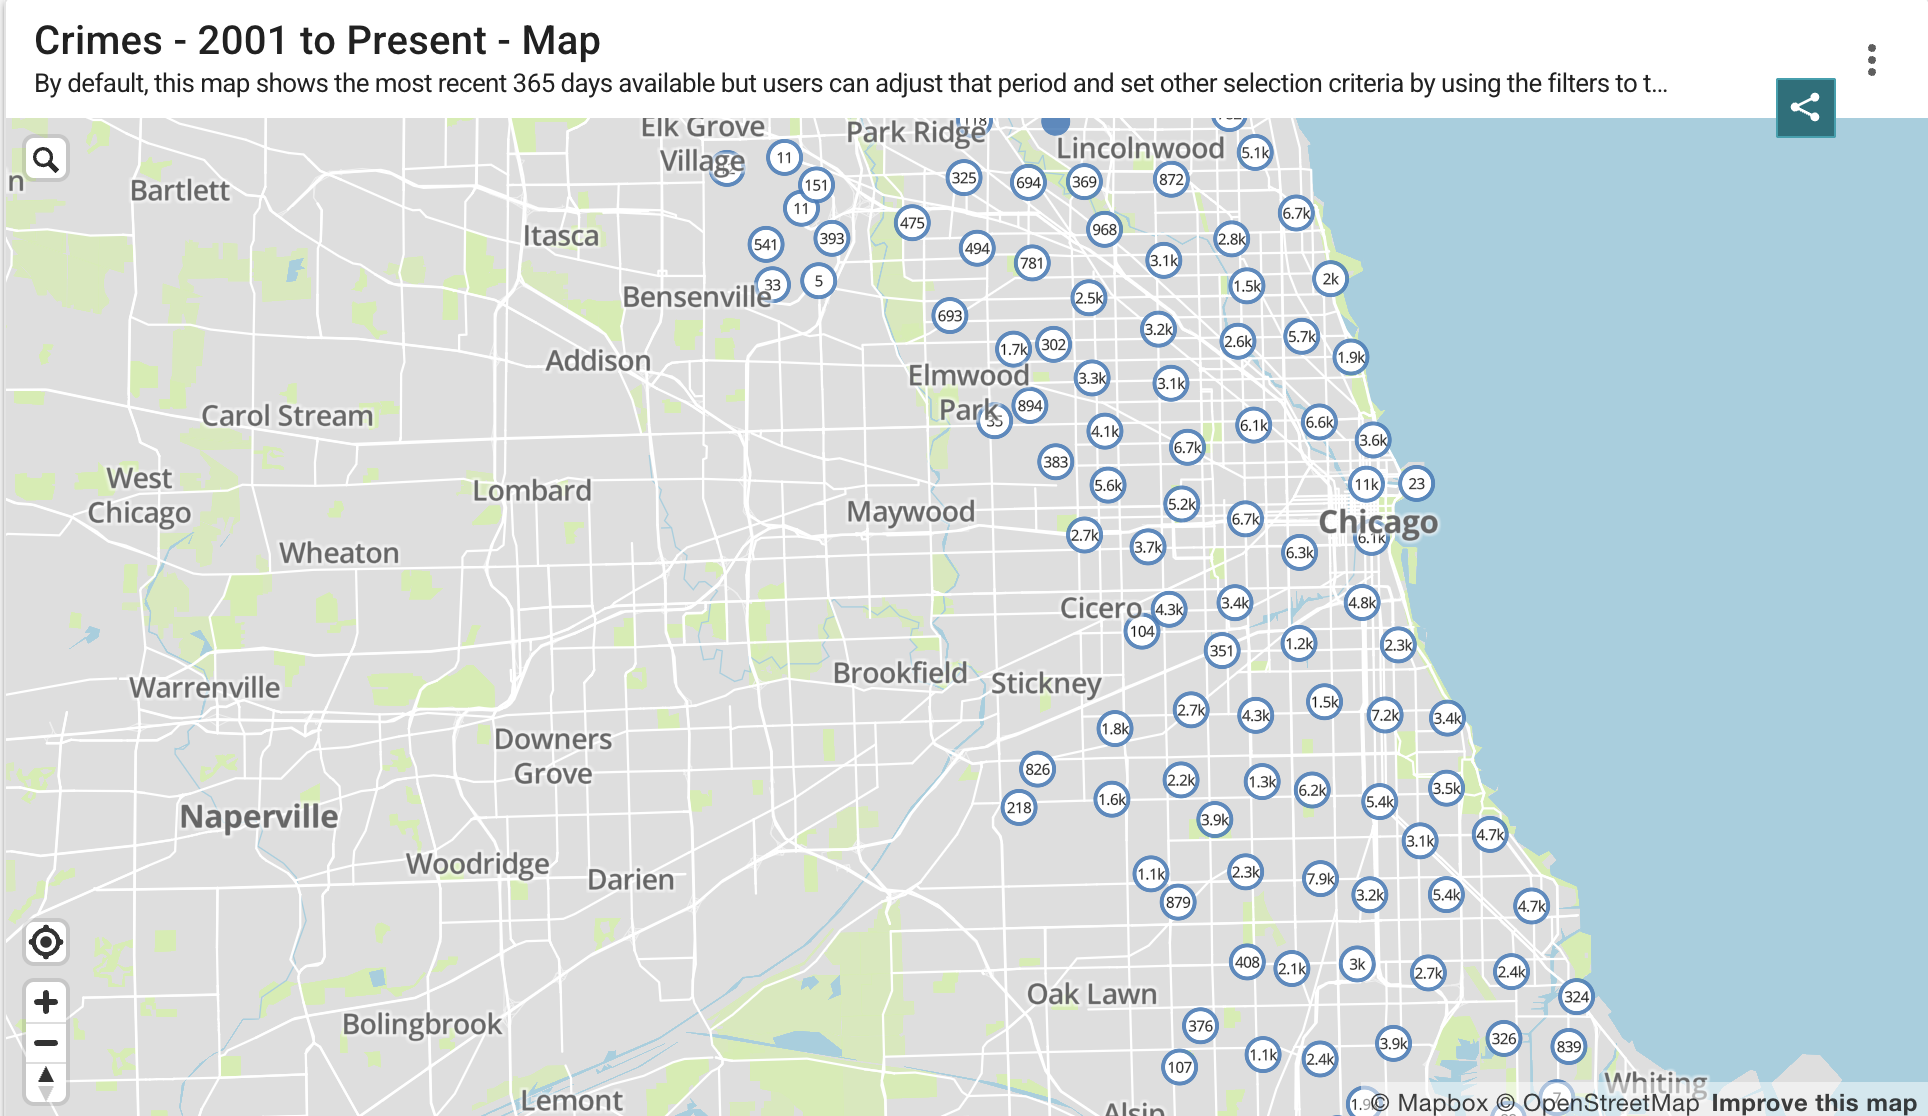 Crimes - 2001 to Present - Map
By default, this map shows the most recent 365 days available but users can adjust that period and set other selection criteria by using the filters to t...
Elk Grove
Village
Park Ridge
118
Lincolnwood
5.1k
n
Bartlett
11
151
11
325
694
369
872
Itasca
541
393
475
494
781
968
3.1k
2.8k
6.7k
Bensenville
33
5
2.5k
1.5k
2k
693
3.2k
2.6k
5.7k
1.9k
Addison
1.7k
302
Elmwood
Park
3.3k
3.1k
894
35
Carol Stream
4.1k
6.7k
6.1k
6.6k
3.6k
West
Chicago
Lombard
383
5.6k
11k
23
Maywood
5.2k
6.7k
Chicago
6.1k
Wheaton
2.7k
3.7k
6.3k
Cicero
4.3k
3.4k
4.8k
104
351
1.2k
2.3k
Warrenville
Brookfield
Stickney
2.7k
4.3k
1.5k
7.2k
3.4k
Downers
Grove
1.8k
826
2.2k
1.3k
6.2k
3.5k
218
1.6k
5.4k
Naperville
3.9k
3.1k
4.7k
Woodridge
Darien
1.1k
2.3k
7.9k
3.2k
5.4k
4.7k
879
408
2.1k
3k
2.7k
2.4k
Oak Lawn
324
Bolingbrook
376
3.9k
326
839
107
1.1k
2.4k
Lemont
Alsip
1.9
7
Whiting
© Mapbox © OpenStreetMap Improve this map